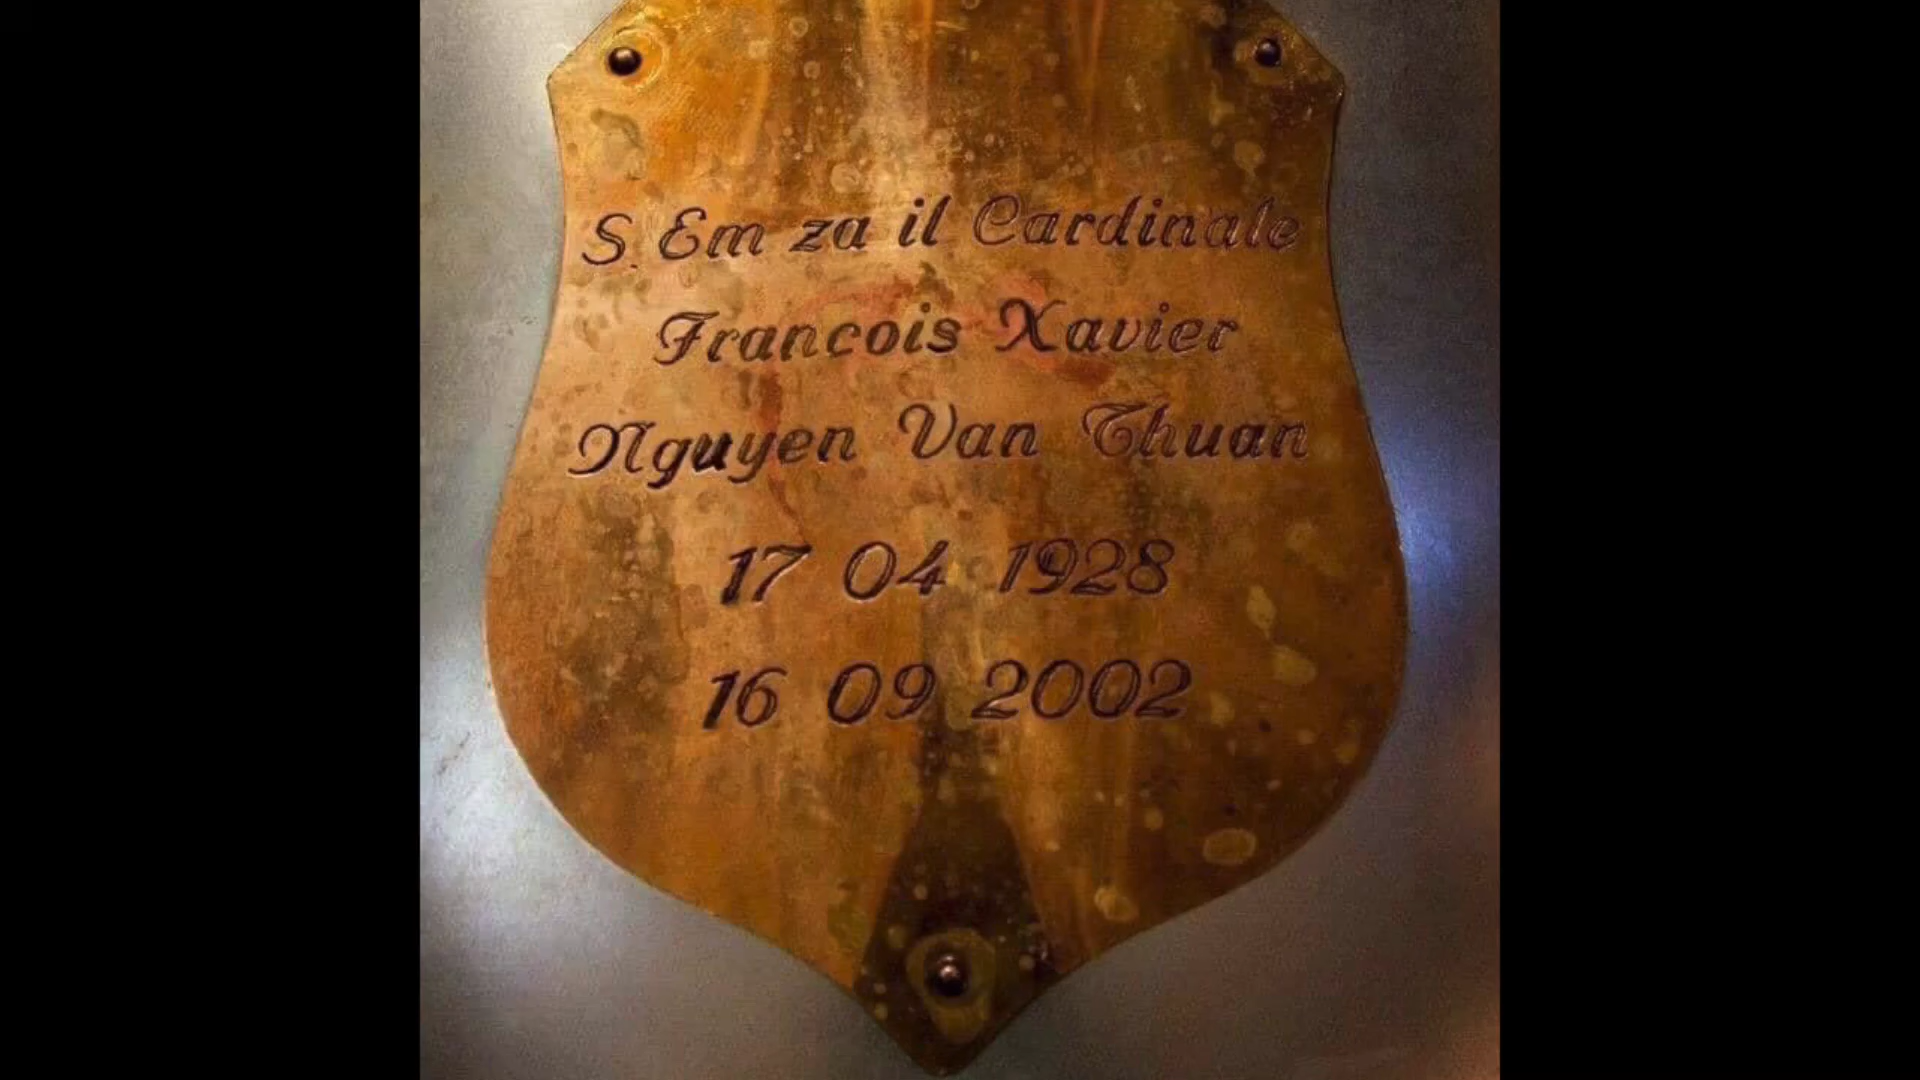 S. Em za il Cardinale
Francois Xavier
Nguyen Van Thuan
17 04 1928
16 09 2002